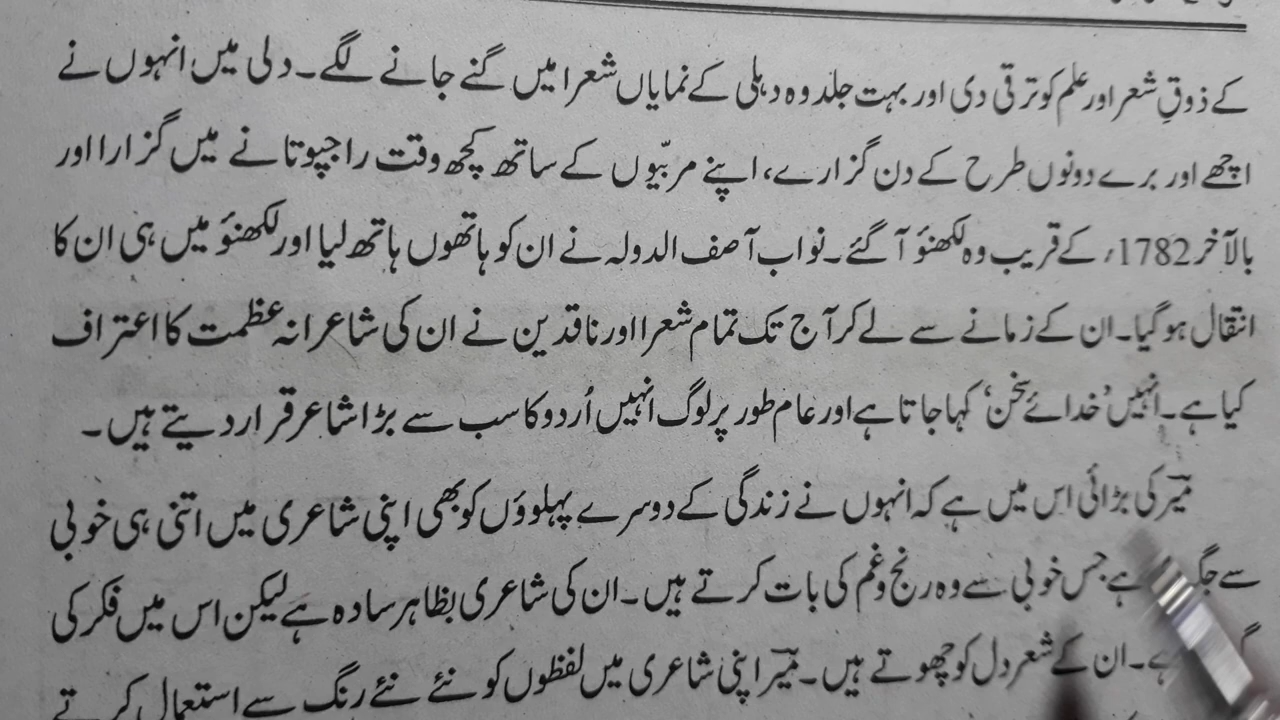 کے ذوقِ شعر اور علم کو ترقی دی اور بہت جلد وہ دہلی کے نمایاں شعرا میں گنے جانے لگے۔ دلی میں انہوں نے
اچھے اور برے دونوں طرح کے دن گزارے، اپنے مربّیوں کے ساتھ کچھ وقت راجپوتانے میں گزارا اور
بالآخر 1782ء کے قریب وہ لکھنؤ آ گئے۔ نواب آصف الدولہ نے ان کو ہاتھوں ہاتھ لیا اور لکھنؤ میں ہی ان کا
انتقال ہو گیا۔ ان کے زمانے سے لے کر آج تک تمام شعرا اور ناقدین نے ان کی شاعرانہ عظمت کا اعتراف
کیا ہے۔ انہیں ’خدائے سخن‘ کہا جاتا ہے اور عام طور پر لوگ انہیں اُردو کا سب سے بڑا شاعر قرار دیتے ہیں۔
میرؔ کی بڑائی اس میں ہے کہ انہوں نے زندگی کے دوسرے پہلوؤں کو بھی اپنی شاعری میں اتنی ہی خوبی
سے ہے جس خوبی سے وہ رنج و غم کی بات کرتے ہیں۔ ان کی شاعری بظاہر سادہ ہے لیکن اس میں فکر کی
ہے۔ ان کے شعر دل کو چھوتے ہیں۔ میرؔ اپنی شاعری میں لفظوں کو نئے نئے رنگ سے استعمال کرتے